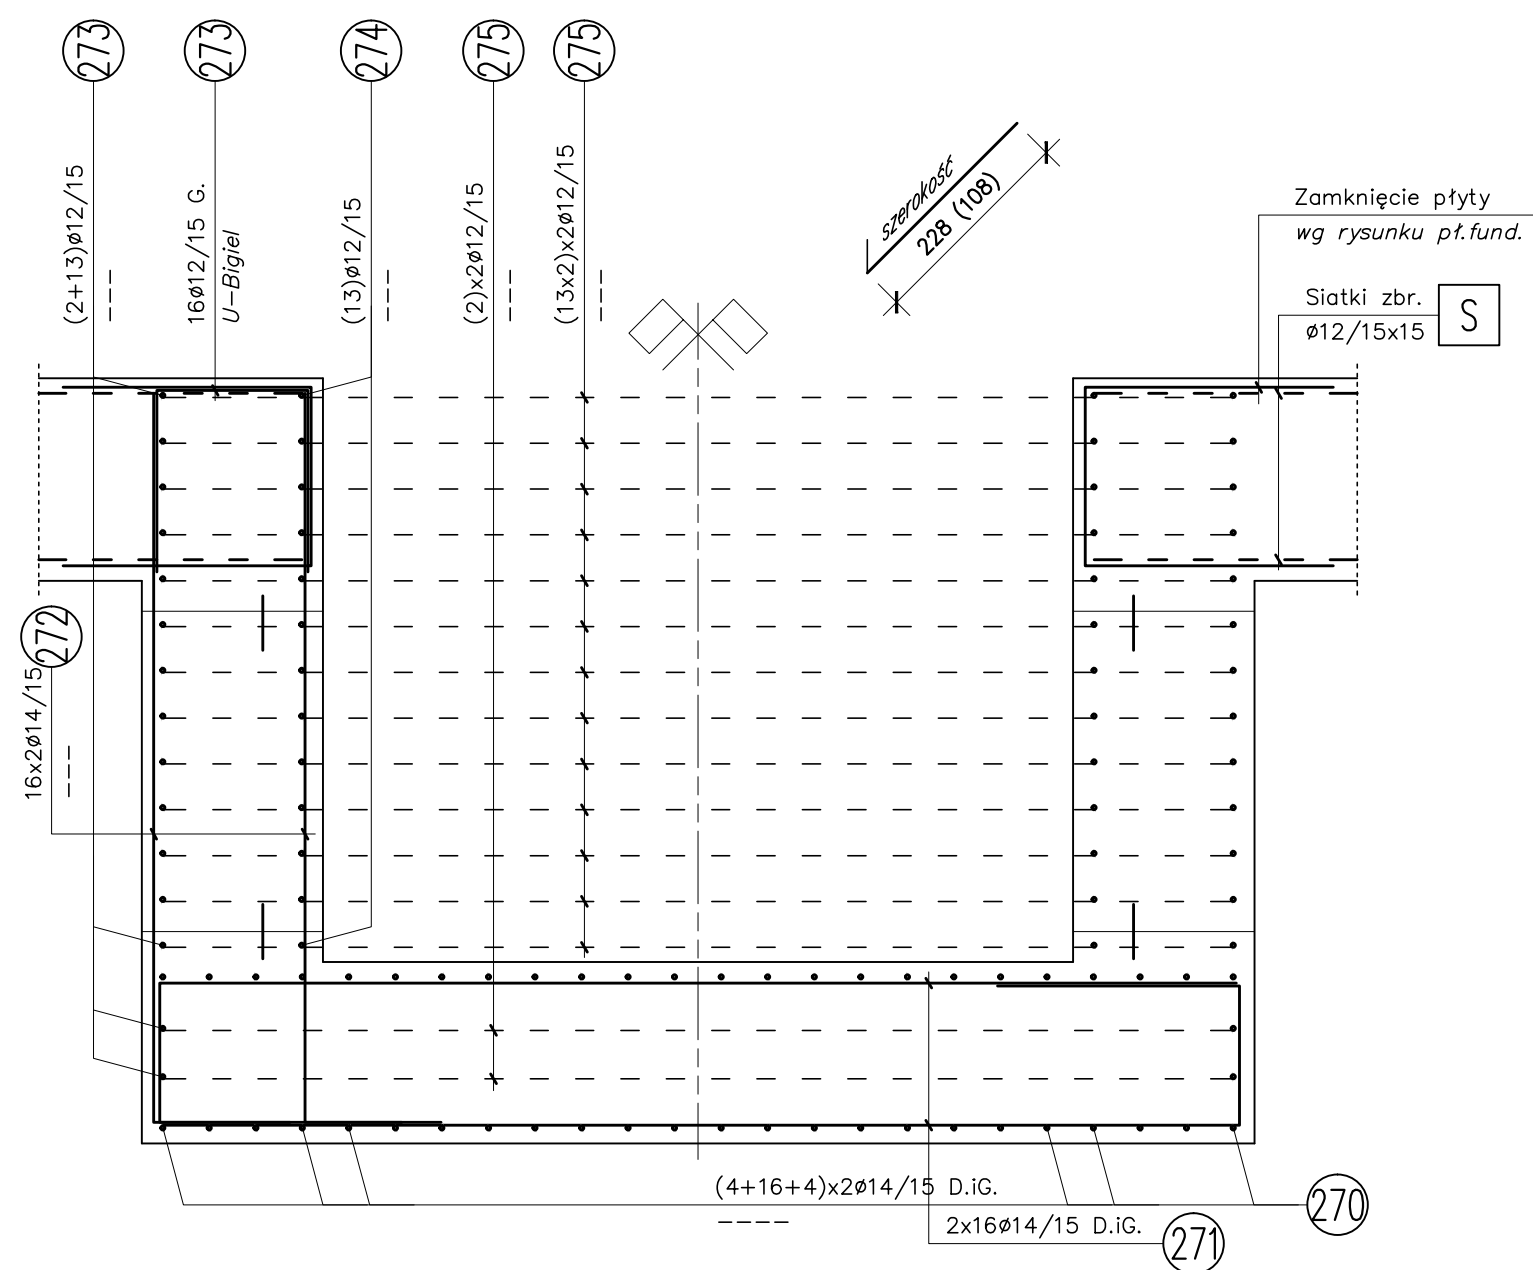 273
273
274
275
275
(2+13)ø12/15
16ø12/15 G.
U-Bigiel
(13)ø12/15
(2)x2ø12/15
(13x2)x2ø12/15
szerokość
228 (108)
Zamknięcie płyty
wg rysunku pł.fund.
Siatki zbr.
ø12/15x15
S
272
16x2ø14/15
(4+16+4)x2ø14/15 D.iG.
270
2x16ø14/15 D.iG.
271